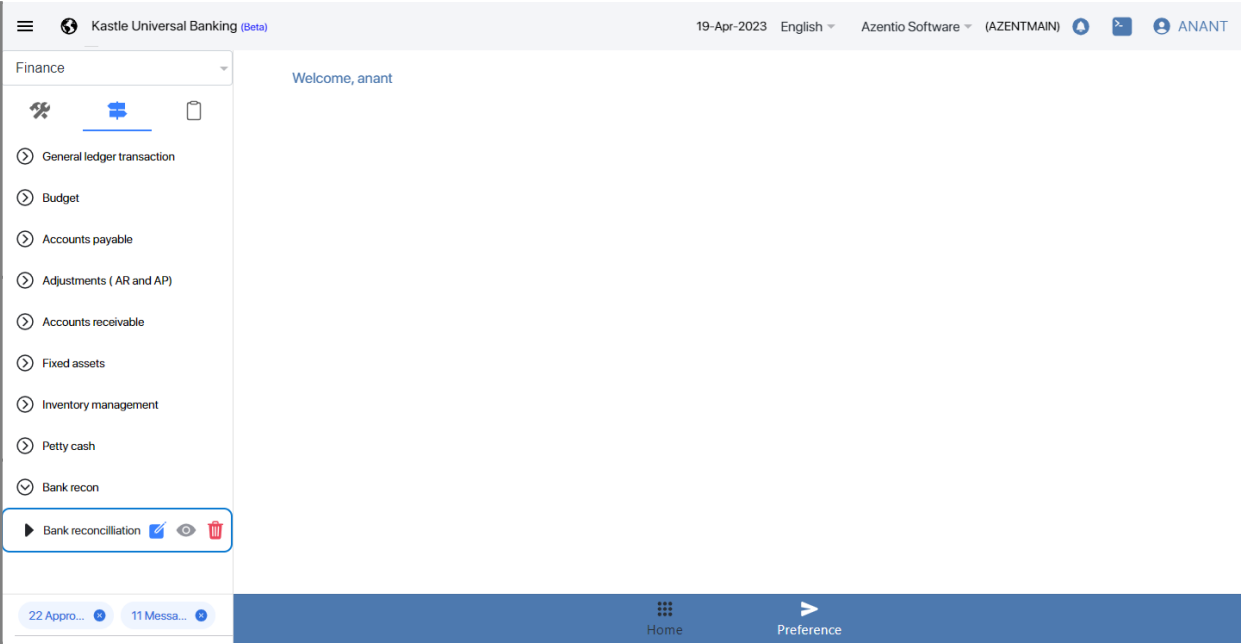 Kastle Universal Banking (Beta)
19-Apr-2023 English Azentio Software (AZENTMAIN) ANANT
Finance
Welcome, anant
General ledger transaction
Budget
Accounts payable
Adjustments ( AR and AP)
Accounts receivable
Fixed assets
Inventory management
Petty cash
Bank recon
Bank reconcilliation
22 Appro... 11 Messa...
Home
Preference